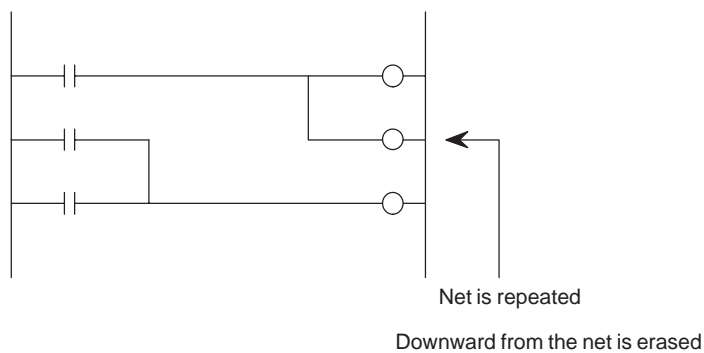 Net is repeated
Downward from the net is erased